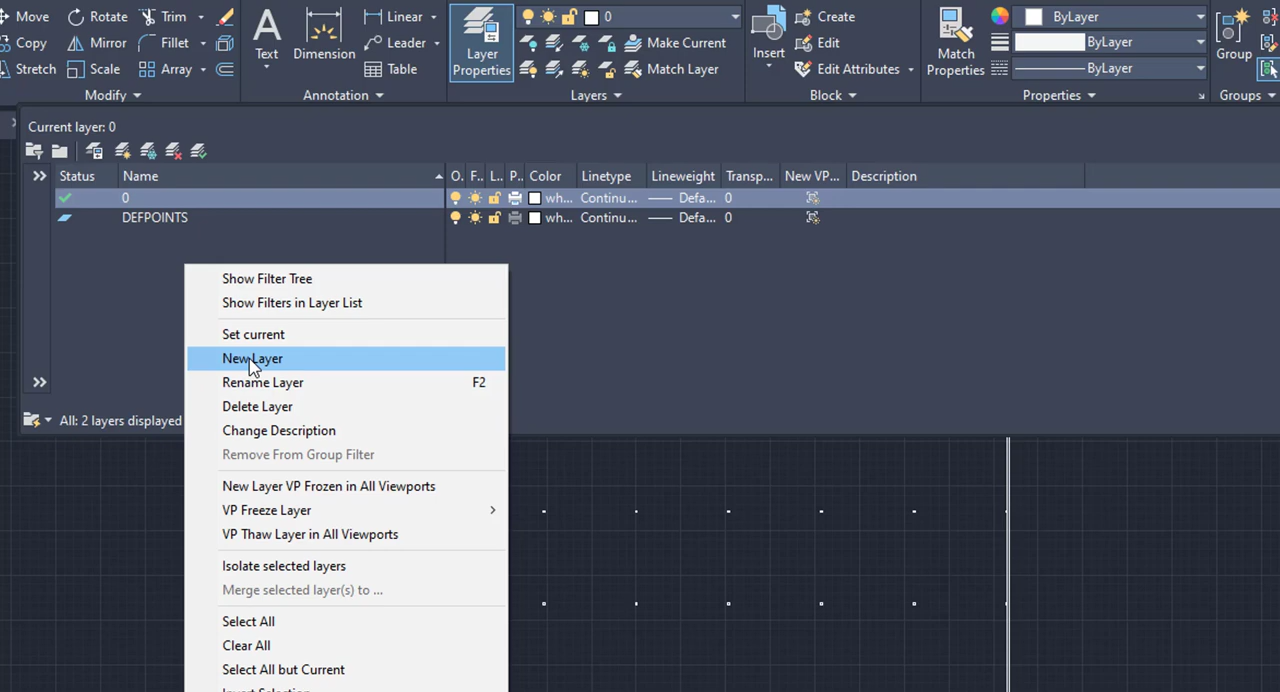 Move Rotate Trim
Copy Mirror Fillet
Stretch Scale Array
Modify
Text Dimension
Linear
Leader
Table
Annotation
Layer
Properties
0
Make Current
Match Layer
Layers
Insert
Create
Edit
Edit Attributes
Block
Match
Properties
ByLayer
ByLayer
ByLayer
Properties
Group
Groups
Current layer: 0
Status Name O. F.. L.. P.. Color Linetype Lineweight Transp... New VP... Description
0 wh... Continu... Defa... 0
DEFPOINTS wh... Continu... Defa... 0
Show Filter Tree
Show Filters in Layer List
Set current
New Layer
Rename Layer F2
Delete Layer
Change Description
Remove From Group Filter
All: 2 layers displayed
New Layer VP Frozen in All Viewports
VP Freeze Layer
VP Thaw Layer in All Viewports
Isolate selected layers
Merge selected layer(s) to ...
Select All
Clear All
Select All but Current
Invert Selection